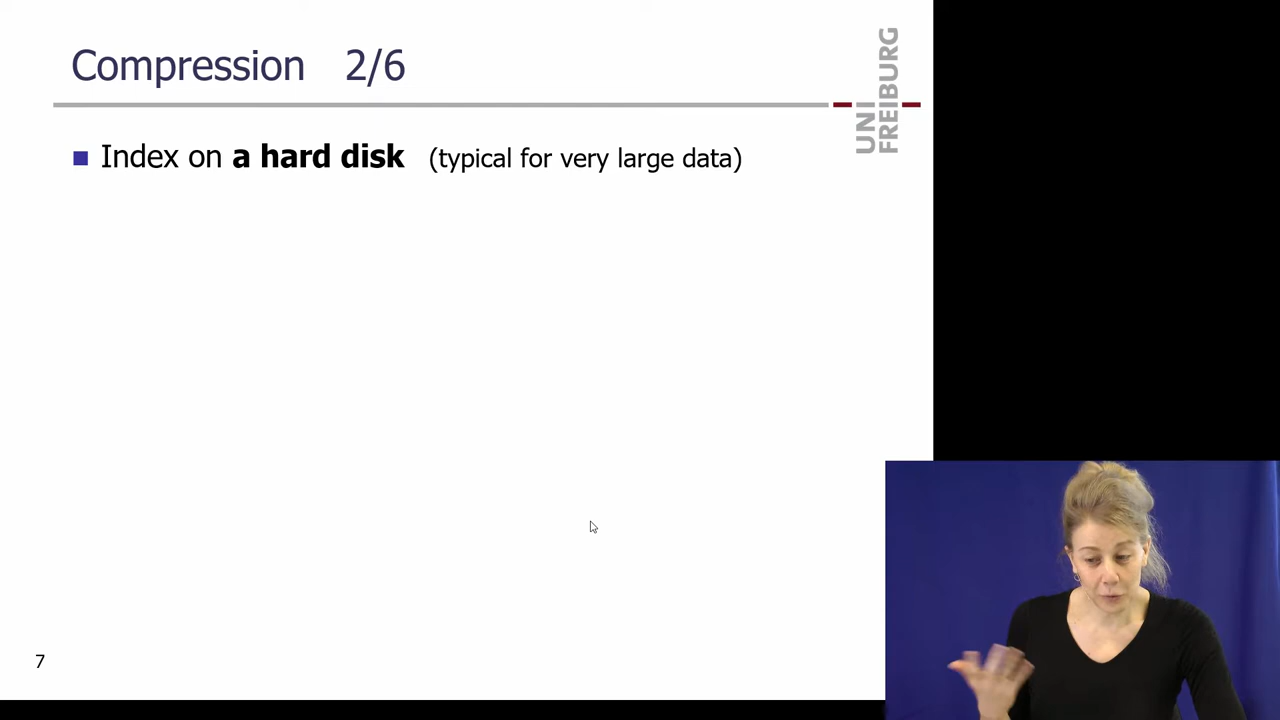 Compression 2/6
UNI
FREIBURG
Index on a hard disk (typical for very large data)
7